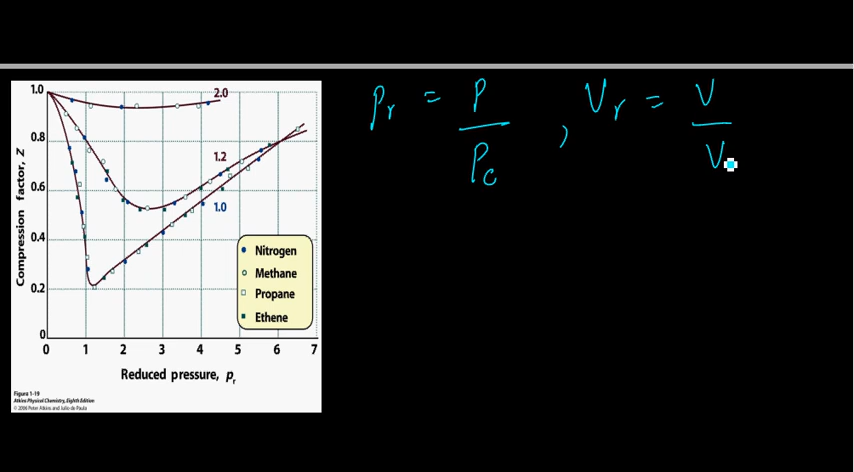 1.0
2.0
0.8
1.2
0.6
1.0
0.4
0.2
0
0 1 2 3 4 5 6 7
Compression factor, Z
Nitrogen
Methane
Propane
Ethene
Reduced pressure, pr
Figure 1-19
Atkins Physical Chemistry, Eighth Edition
© 2006 Peter Atkins and Julio de Paula
pr = P / Pc , Vr = V / V